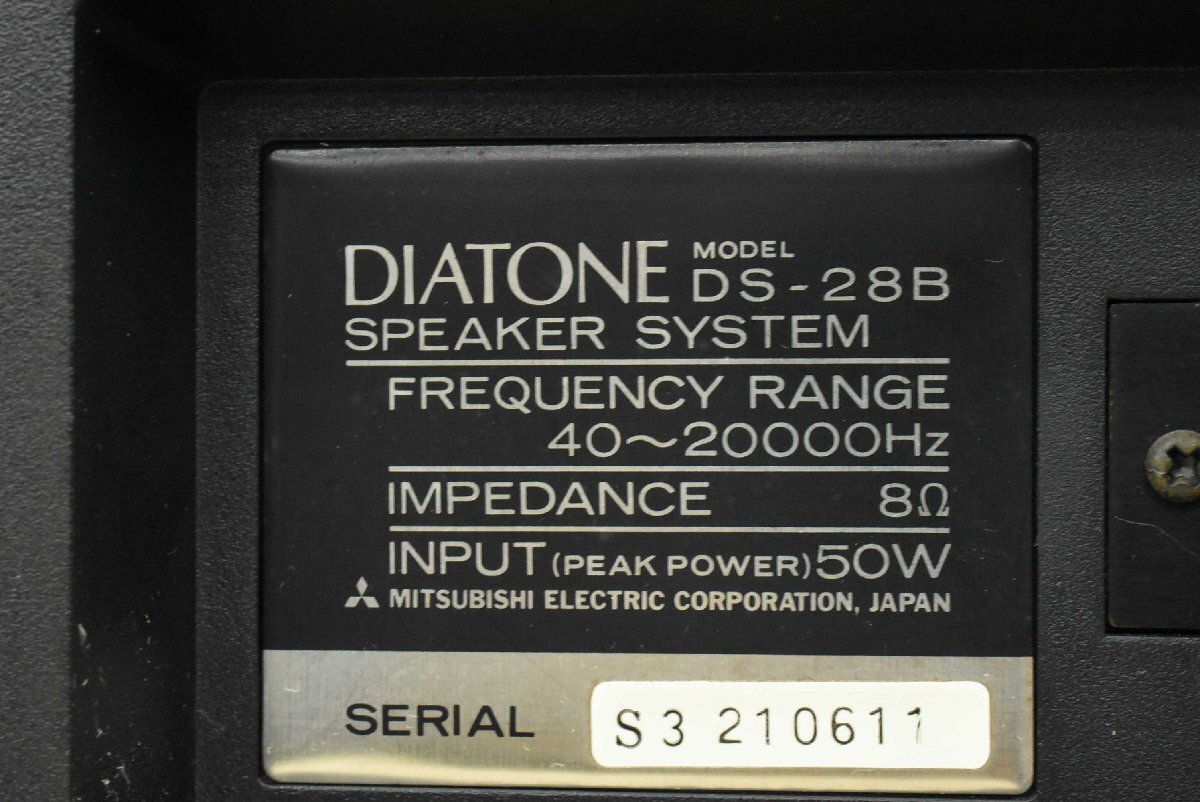 DIATONE MODEL DS-28B
SPEAKER SYSTEM
FREQUENCY RANGE
40~20000Hz
IMPEDANCE 8Ω
INPUT (PEAK POWER) 50W
MITSUBISHI ELECTRIC CORPORATION, JAPAN
SERIAL S3 210611